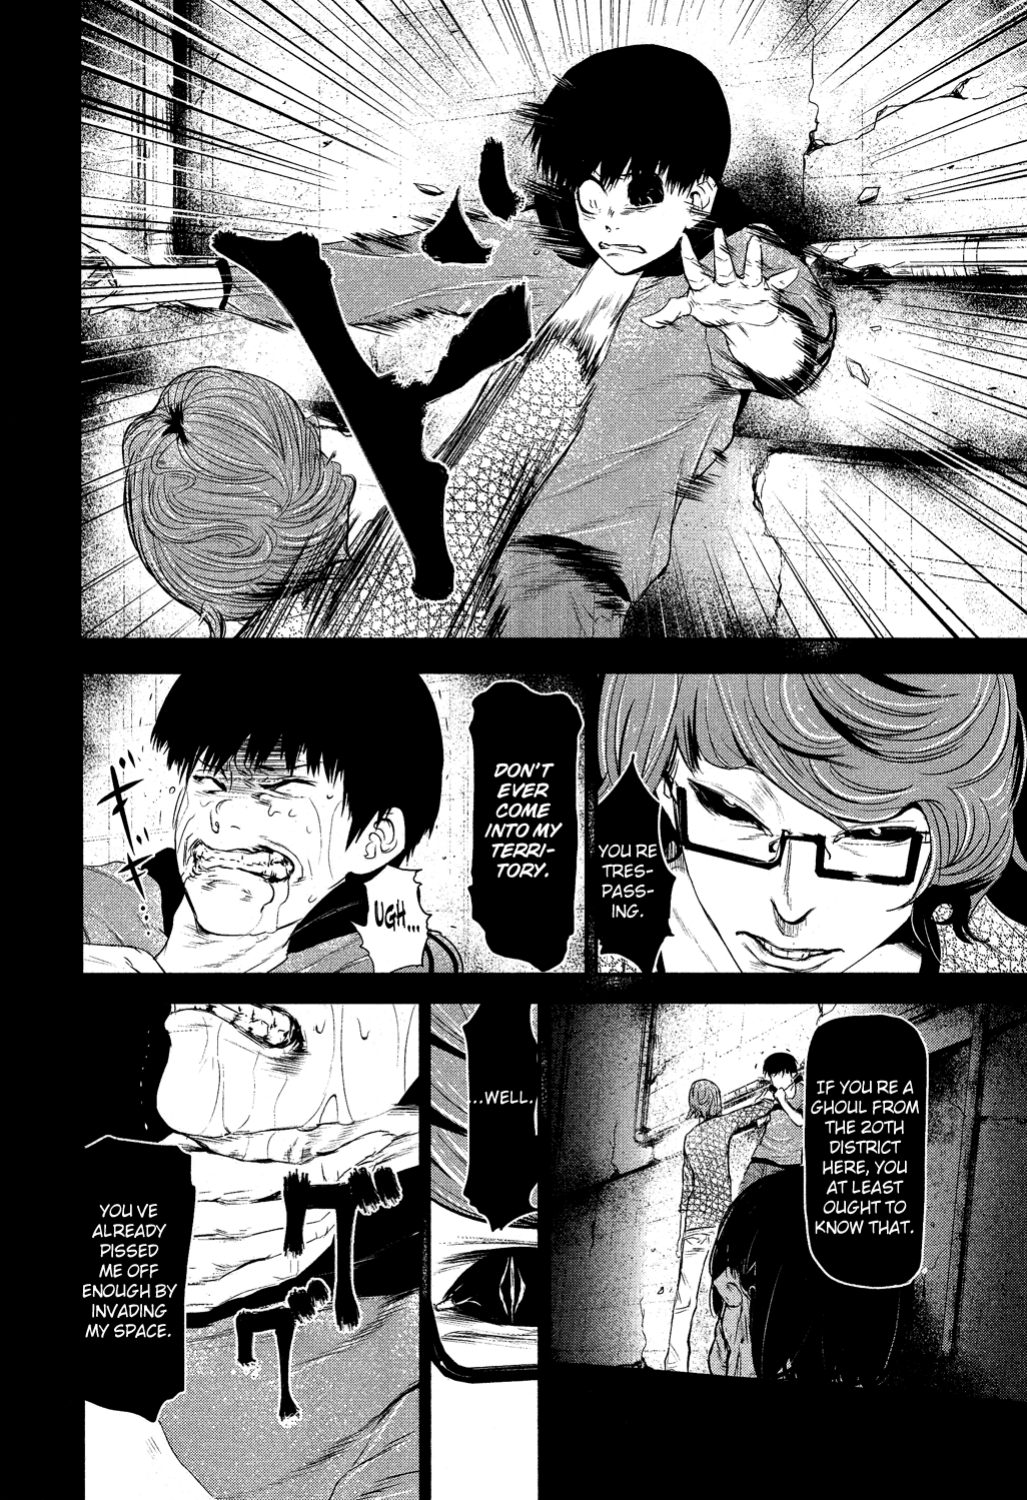 YOU'RE
TRES-
PASS-
ING.
DON'T
EVER
COME
INTO MY
TERRI-
TORY.
UGH...
IF YOU'RE A
GHOUL FROM
THE 20TH
DISTRICT
HERE, YOU
AT LEAST
OUGHT TO
KNOW THAT.
...WELL.
YOU'VE
ALREADY
PISSED
ME OFF
ENOUGH BY
INVADING
MY SPACE.